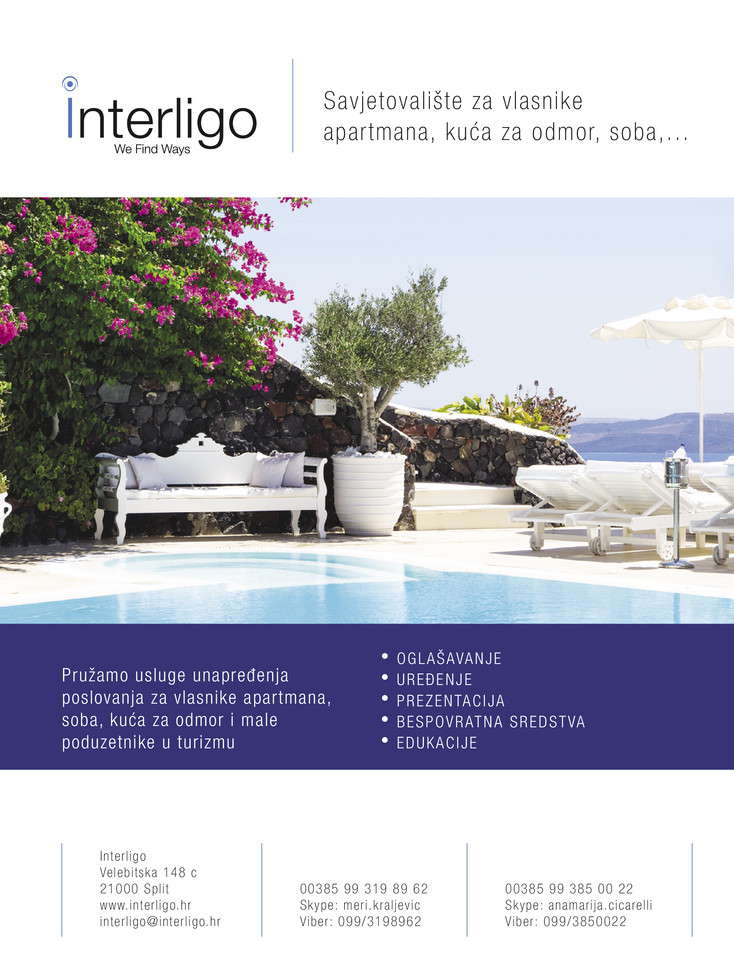 interligo
We Find Ways
Savjetovalište za vlasnike
apartmana, kuća za odmor, soba,...
Pružamo usluge unapređenja
poslovanja za vlasnike apartmana,
soba, kuća za odmor i male
poduzetnike u turizmu
• OGLAŠAVANJE
• UREĐENJE
• PREZENTACIJA
• BESPOVRATNA SREDSTVA
• EDUKACIJE
Interligo
Velebitska 148 c
21000 Split
www.interligo.hr
interligo@interligo.hr
00385 99 319 89 62
Skype: meri.kraljevic
Viber: 099/3198962
00385 99 385 00 22
Skype: anamarija.cicarelli
Viber: 099/3850022